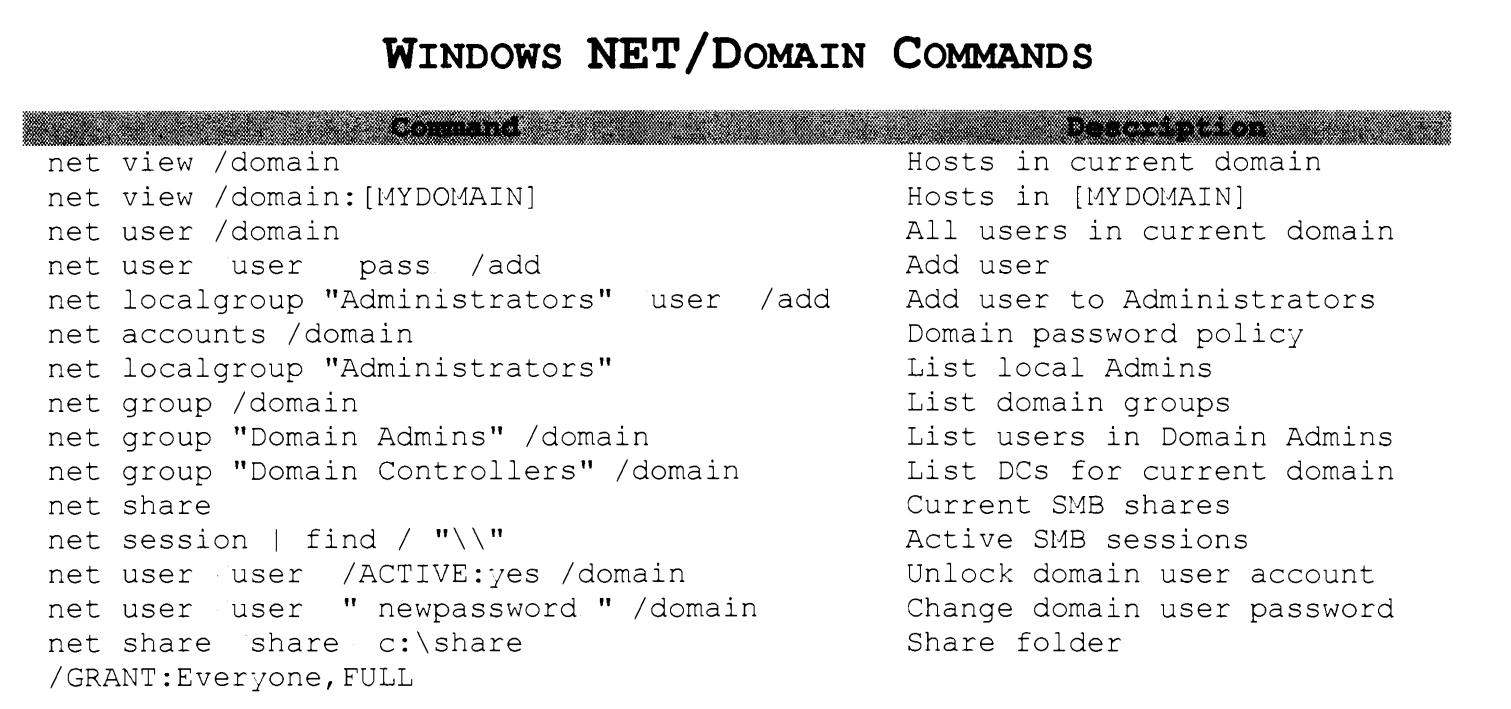 WINDOWS NET/DOMAIN COMMANDS
Command Description
net view /domain Hosts in current domain
net view /domain:[MYDOMAIN] Hosts in [MYDOMAIN]
net user /domain All users in current domain
net user user pass /add Add user
net localgroup "Administrators" user /add Add user to Administrators
net accounts /domain Domain password policy
net localgroup "Administrators" List local Admins
net group /domain List domain groups
net group "Domain Admins" /domain List users in Domain Admins
net group "Domain Controllers" /domain List DCs for current domain
net share Current SMB shares
net session | find / "\\" Active SMB sessions
net user user /ACTIVE:yes /domain Unlock domain user account
net user user " newpassword " /domain Change domain user password
net share share c:\share Share folder
/GRANT:Everyone,FULL